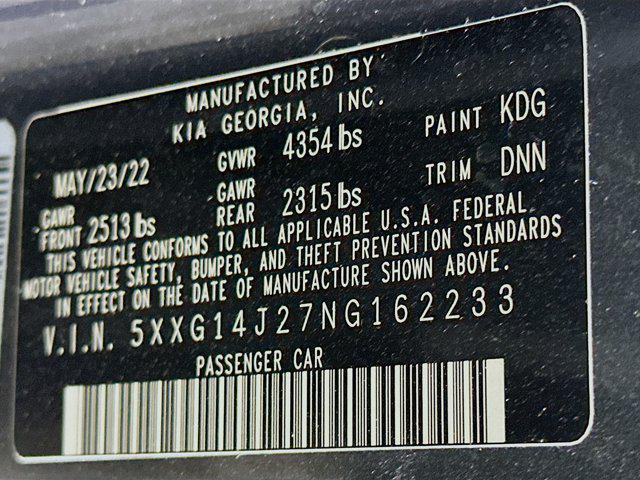 MANUFACTURED BY
KIA GEORGIA, INC.
MAY/23/22 GVWR 4354 lbs PAINT KDG
GAWR FRONT 2513 lbs GAWR REAR 2315 lbs TRIM DNN
THIS VEHICLE CONFORMS TO ALL APPLICABLE U.S.A. FEDERAL
MOTOR VEHICLE SAFETY, BUMPER, AND THEFT PREVENTION STANDARDS
IN EFFECT ON THE DATE OF MANUFACTURE SHOWN ABOVE.
V.I.N. 5XXG14J27NG162233
PASSENGER CAR